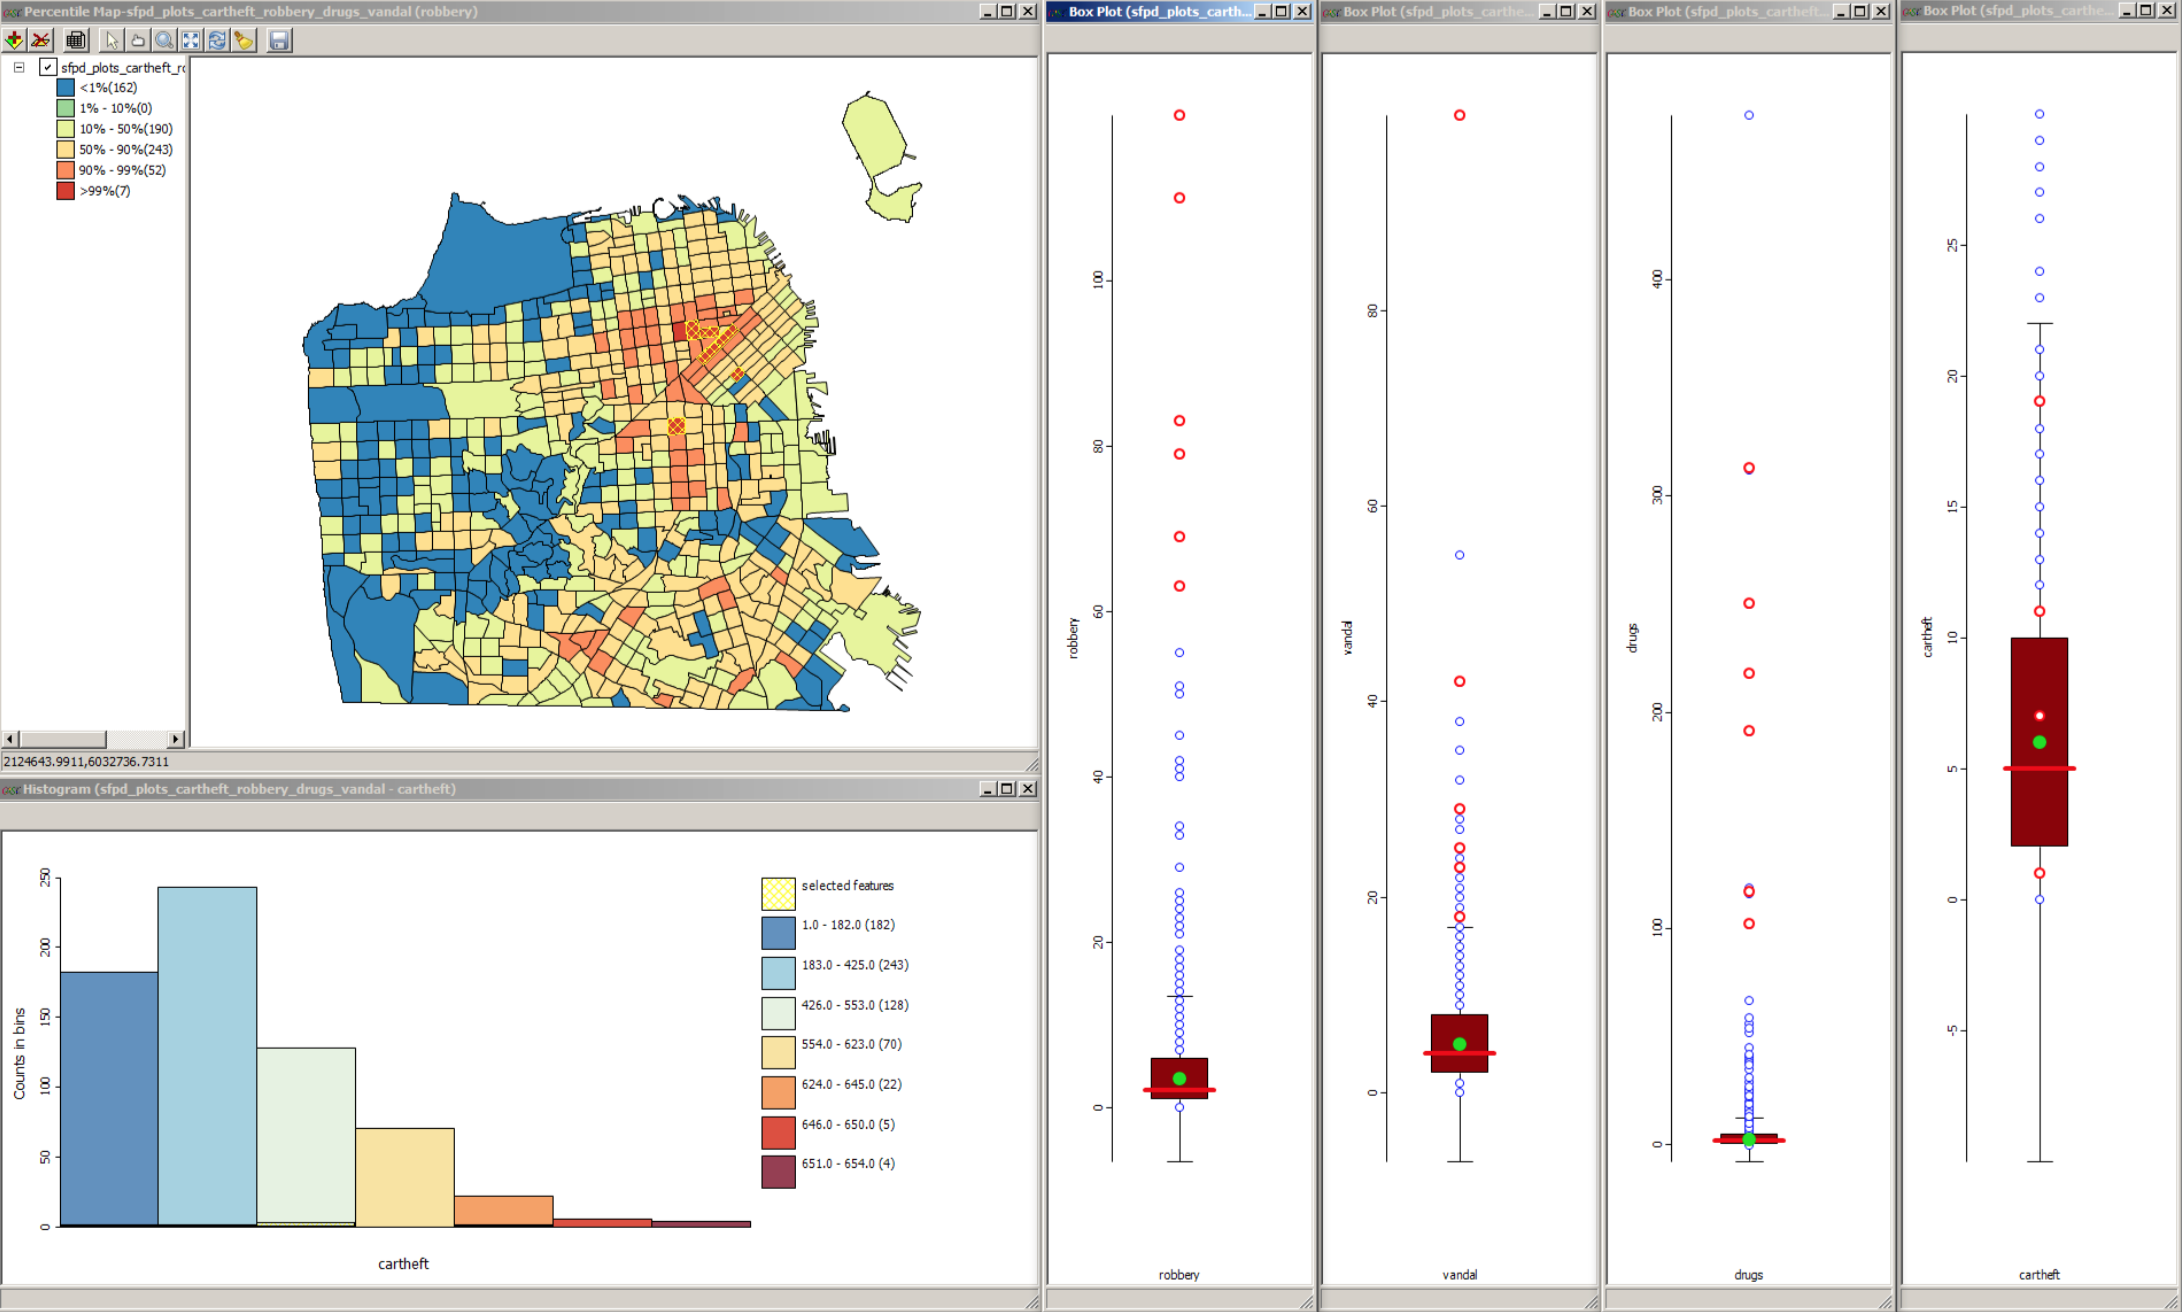 Percentile Map-sfpd_plots_cartheft_robbery_drugs_vandal (robbery)
sfpd_plots_cartheft_r
<1%(162)
1% - 10%(0)
10% - 50%(190)
50% - 90%(243)
90% - 99%(52)
>99%(7)
2124643.9911,6032736.7311
Histogram (sfpd_plots_cartheft_robbery_drugs_vandal - cartheft)
Counts in bins
250
200
150
100
50
0
cartheft
selected features
1.0 - 182.0 (182)
183.0 - 425.0 (243)
426.0 - 553.0 (128)
554.0 - 623.0 (70)
624.0 - 645.0 (22)
646.0 - 650.0 (5)
651.0 - 654.0 (4)
Box Plot (sfpd_plots_carth...
robbery
100
80
60
40
20
0
robbery
Box Plot (sfpd_plots_carthe...
vandal
80
60
40
20
0
vandal
Box Plot (sfpd_plots_cartheft
drugs
400
300
200
100
0
drugs
Box Plot (sfpd_plots_carthe...
cartheft
25
20
15
10
5
0
-5
cartheft